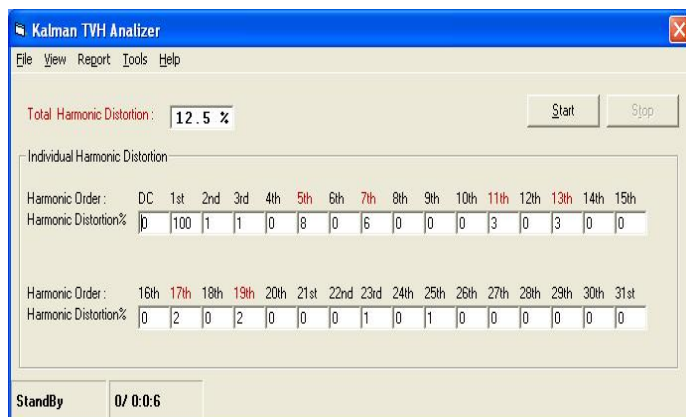 Kalman TVH Analizer
File View Report Tools Help
Total Harmonic Distortion : 12.5 % Start Stop
Individual Harmonic Distortion
Harmonic Order : DC 1st 2nd 3rd 4th 5th 6th 7th 8th 9th 10th 11th 12th 13th 14th 15th
Harmonic Distortion% 0 100 1 1 0 8 0 6 0 0 0 3 0 3 0 0
Harmonic Order : 16th 17th 18th 19th 20th 21st 22nd 23rd 24th 25th 26th 27th 28th 29th 30th 31st
Harmonic Distortion% 0 2 0 2 0 0 0 1 0 1 0 0 0 0 0 0
StandBy 0/ 0:0:6